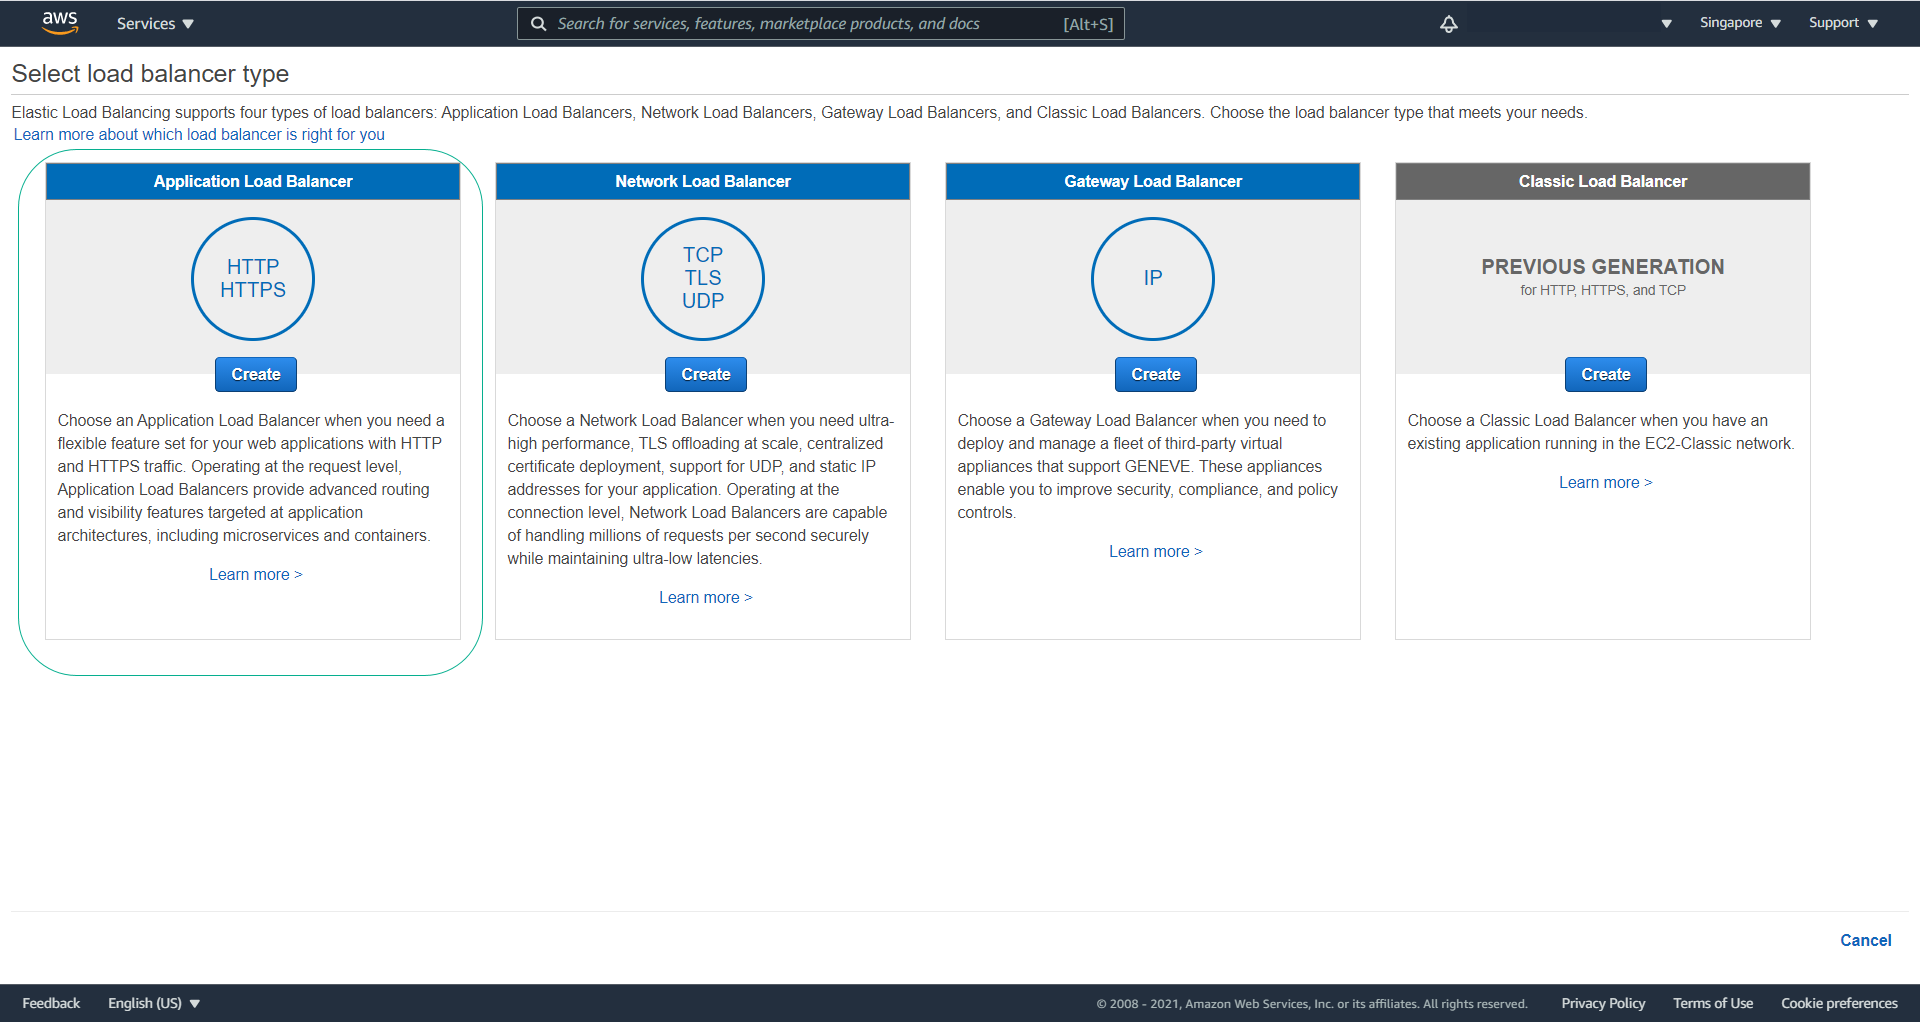 aws
Services
Search for services, features, marketplace products, and docs
[Alt+S]
Singapore
Support
Select load balancer type
Elastic Load Balancing supports four types of load balancers: Application Load Balancers, Network Load Balancers, Gateway Load Balancers, and Classic Load Balancers. Choose the load balancer type that meets your needs.
Learn more about which load balancer is right for you
Application Load Balancer
HTTP
HTTPS
Create
Choose an Application Load Balancer when you need a
flexible feature set for your web applications with HTTP
and HTTPS traffic. Operating at the request level,
Application Load Balancers provide advanced routing
and visibility features targeted at application
architectures, including microservices and containers.
Learn more >
Network Load Balancer
TCP
TLS
UDP
Create
Choose a Network Load Balancer when you need ultra-
high performance, TLS offloading at scale, centralized
certificate deployment, support for UDP, and static IP
addresses for your application. Operating at the
connection level, Network Load Balancers are capable
of handling millions of requests per second securely
while maintaining ultra-low latencies.
Learn more >
Gateway Load Balancer
IP
Create
Choose a Gateway Load Balancer when you need to
deploy and manage a fleet of third-party virtual
appliances that support GENEVE. These appliances
enable you to improve security, compliance, and policy
controls.
Learn more >
Classic Load Balancer
PREVIOUS GENERATION
for HTTP, HTTPS, and TCP
Create
Choose a Classic Load Balancer when you have an
existing application running in the EC2-Classic network.
Learn more >
Cancel
Feedback
English (US)
© 2008 - 2021, Amazon Web Services, Inc. or its affiliates. All rights reserved.
Privacy Policy
Terms of Use
Cookie preferences